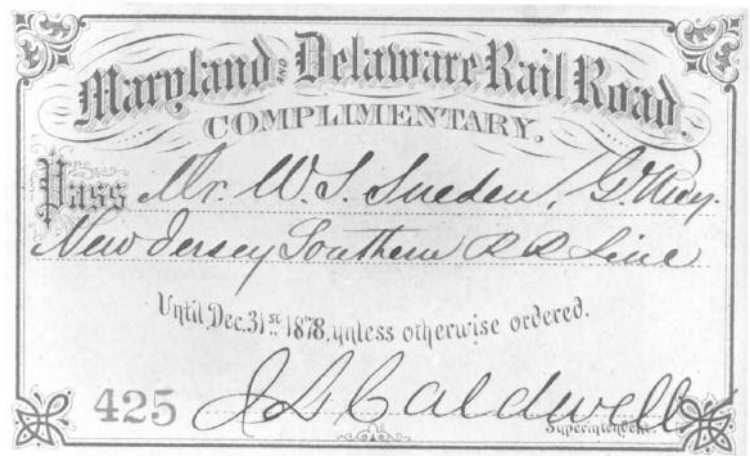 Maryland AND Delaware Rail Road.
COMPLIMENTARY.
Pass Mr. W. S. Sneden,
New Jersey Southern R R Line
Until Dec. 31st 1878, unless otherwise ordered.
425 Caldwell
Superintendent.